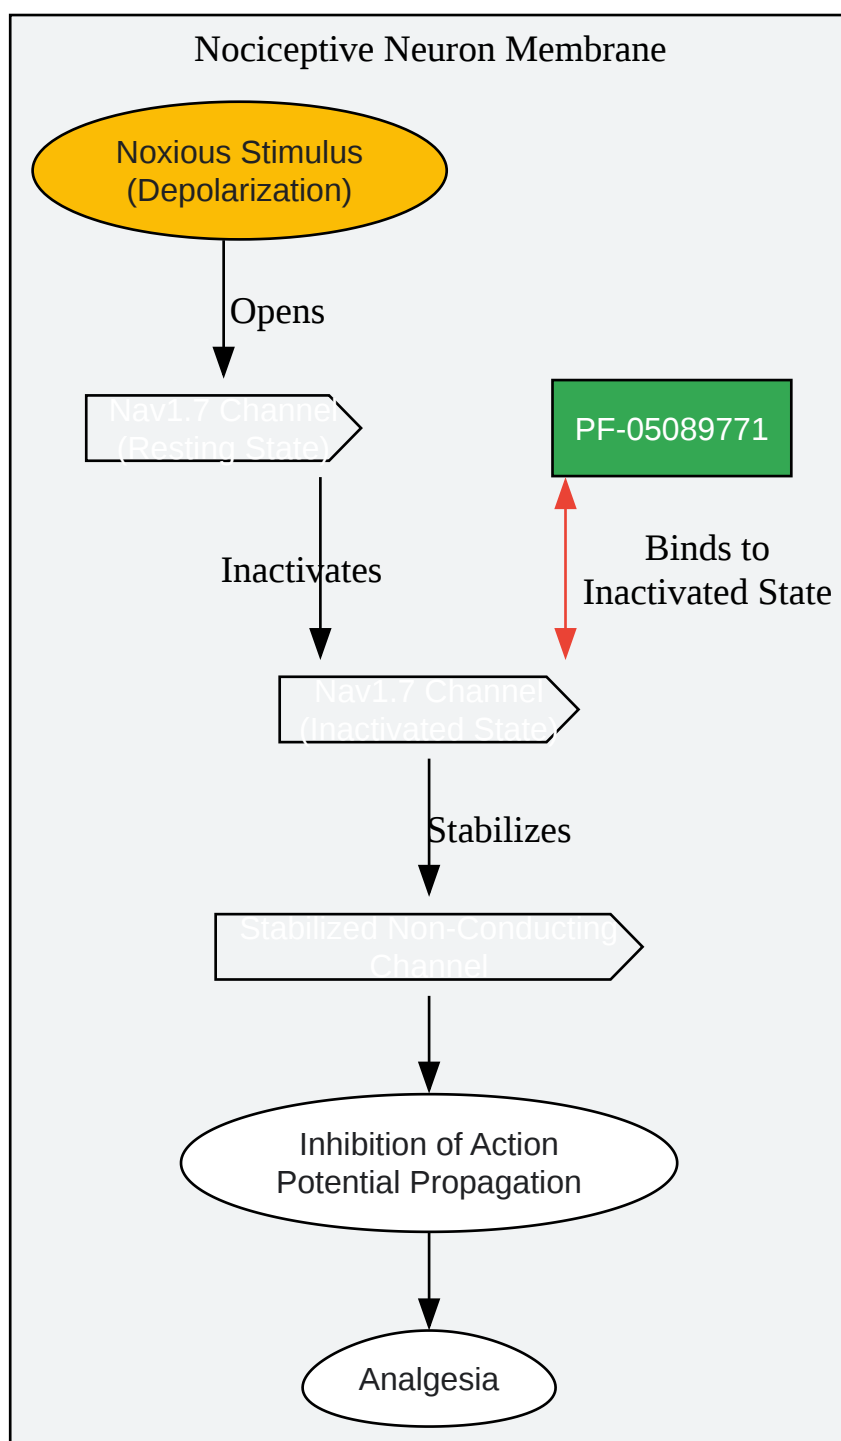 Nociceptive Neuron Membrane
Noxious Stimulus
(Depolarization)
Opens
Nav1.7 Channel
(Resting State)
PF-05089771
Inactivates
Binds to
Inactivated State
Nav1.7 Channel
(Inactivated State)
Stabilizes
Stabilized Non-Conducting
Channel
Inhibition of Action
Potential Propagation
Analgesia